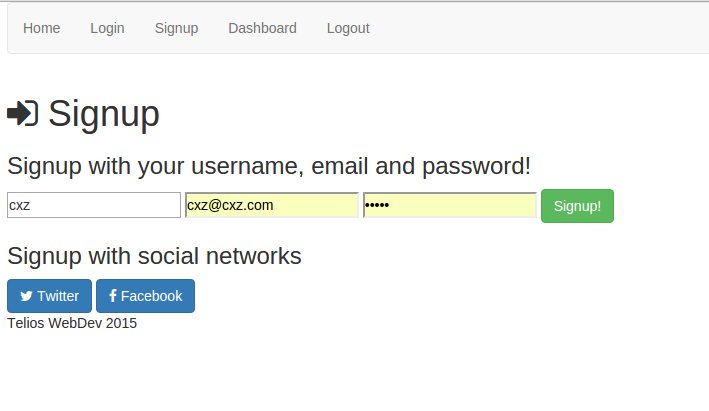 Home Login Signup Dashboard Logout
Signup
Signup with your username, email and password!
cxz cxz@cxz.com ••••• Signup!
Signup with social networks
Twitter Facebook
Telios WebDev 2015